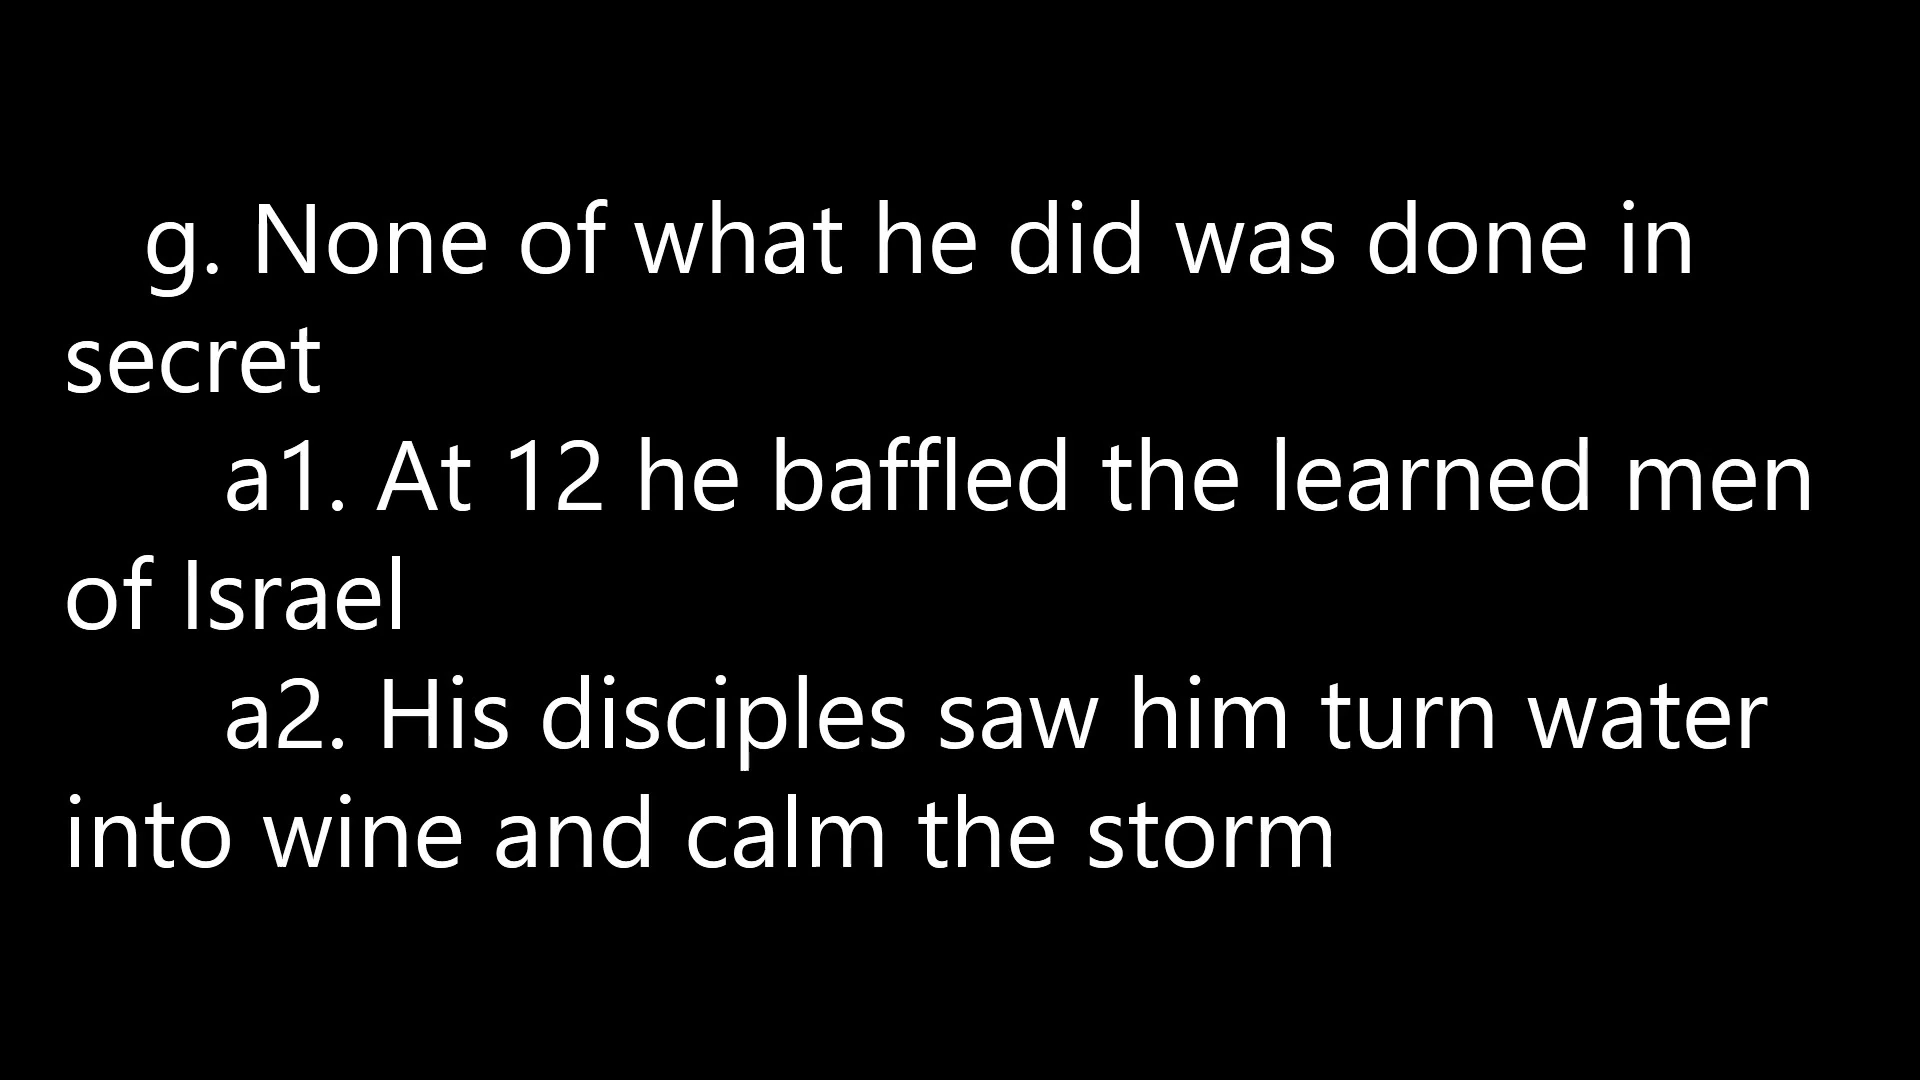 g. None of what he did was done in
secret
a1. At 12 he baffled the learned men
of Israel
a2. His disciples saw him turn water
into wine and calm the storm